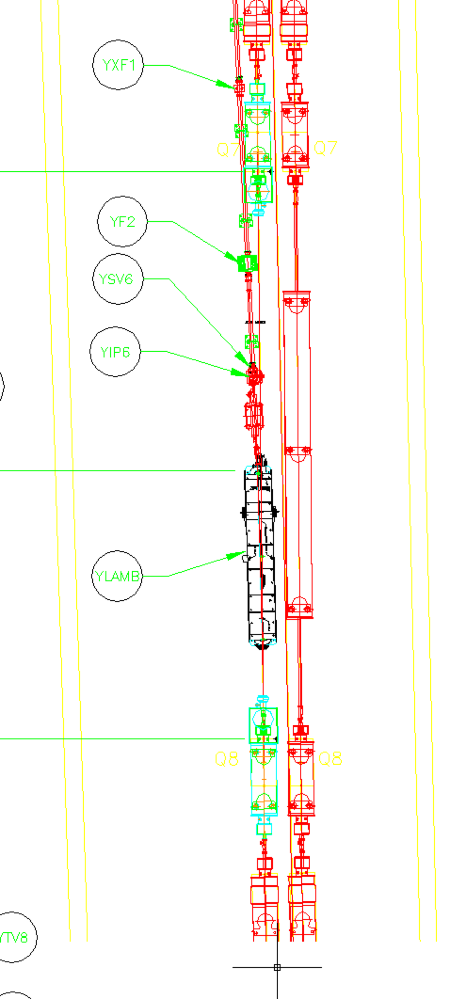 YXF1
Q7
Q7
YF2
YSV6
YIP6
YLAMB
Q8
Q8
YTV8